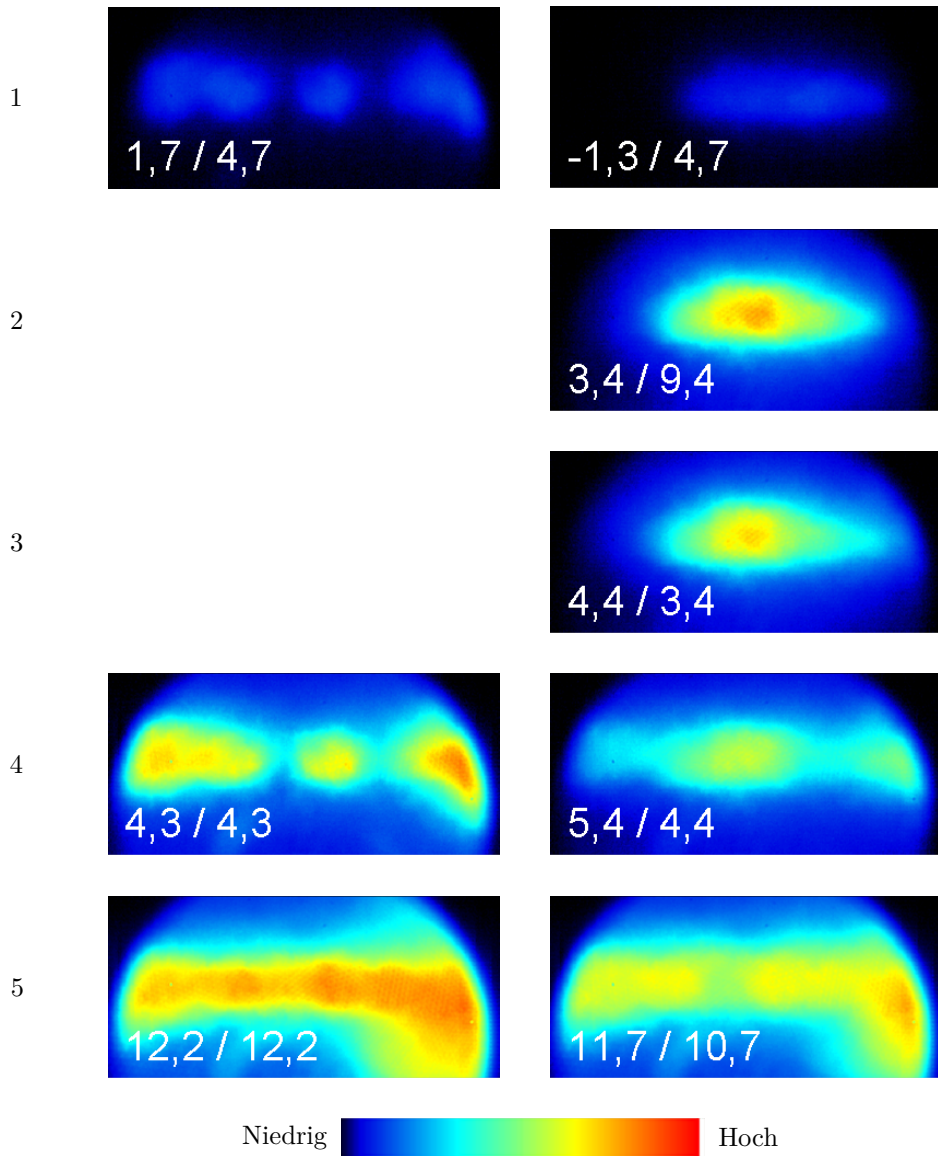 1
1,7 / 4,7
-1,3 / 4,7
2
3,4 / 9,4
3
4,4 / 3,4
4
4,3 / 4,3
5,4 / 4,4
5
12,2 / 12,2
11,7 / 10,7
Niedrig
Hoch